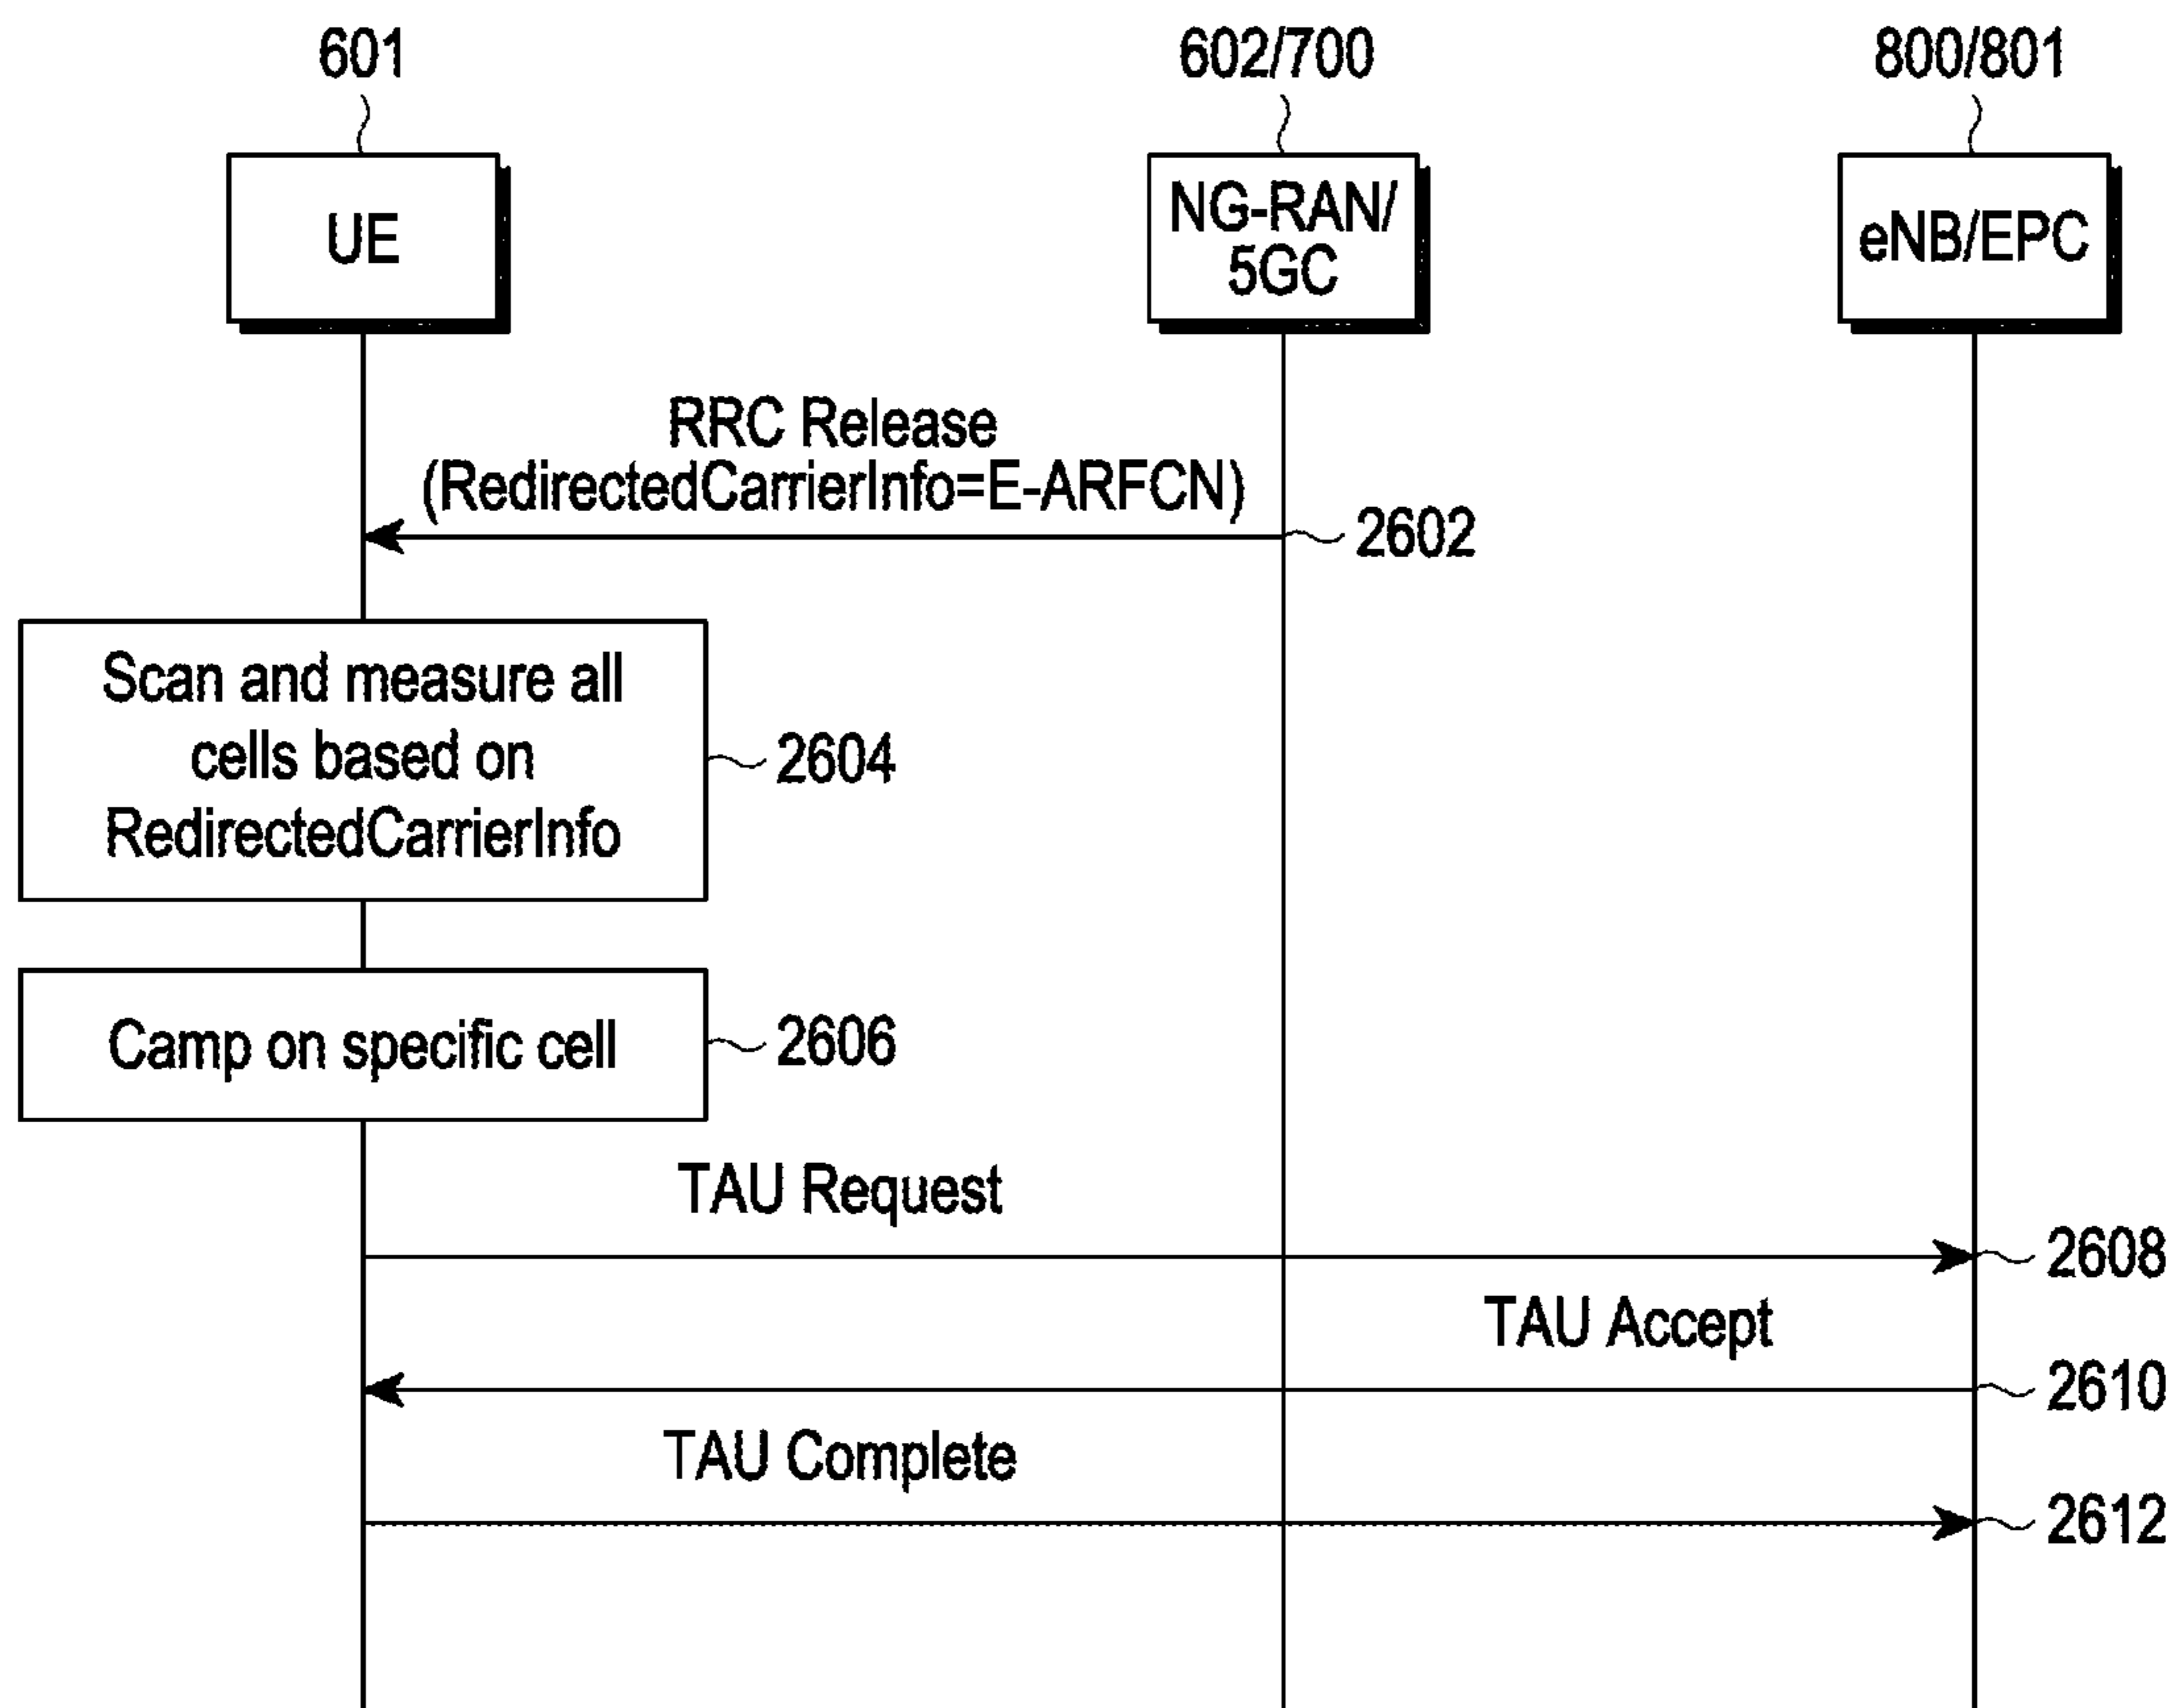 601
602/700
800/801
UE
NG-RAN/
5GC
eNB/EPC
RRC Release
(RedirectedCarrierInfo=E-ARFCN)
2602
Scan and measure all
cells based on
RedirectedCarrierInfo
2604
Camp on specific cell
2606
TAU Request
2608
TAU Accept
2610
TAU Complete
2612